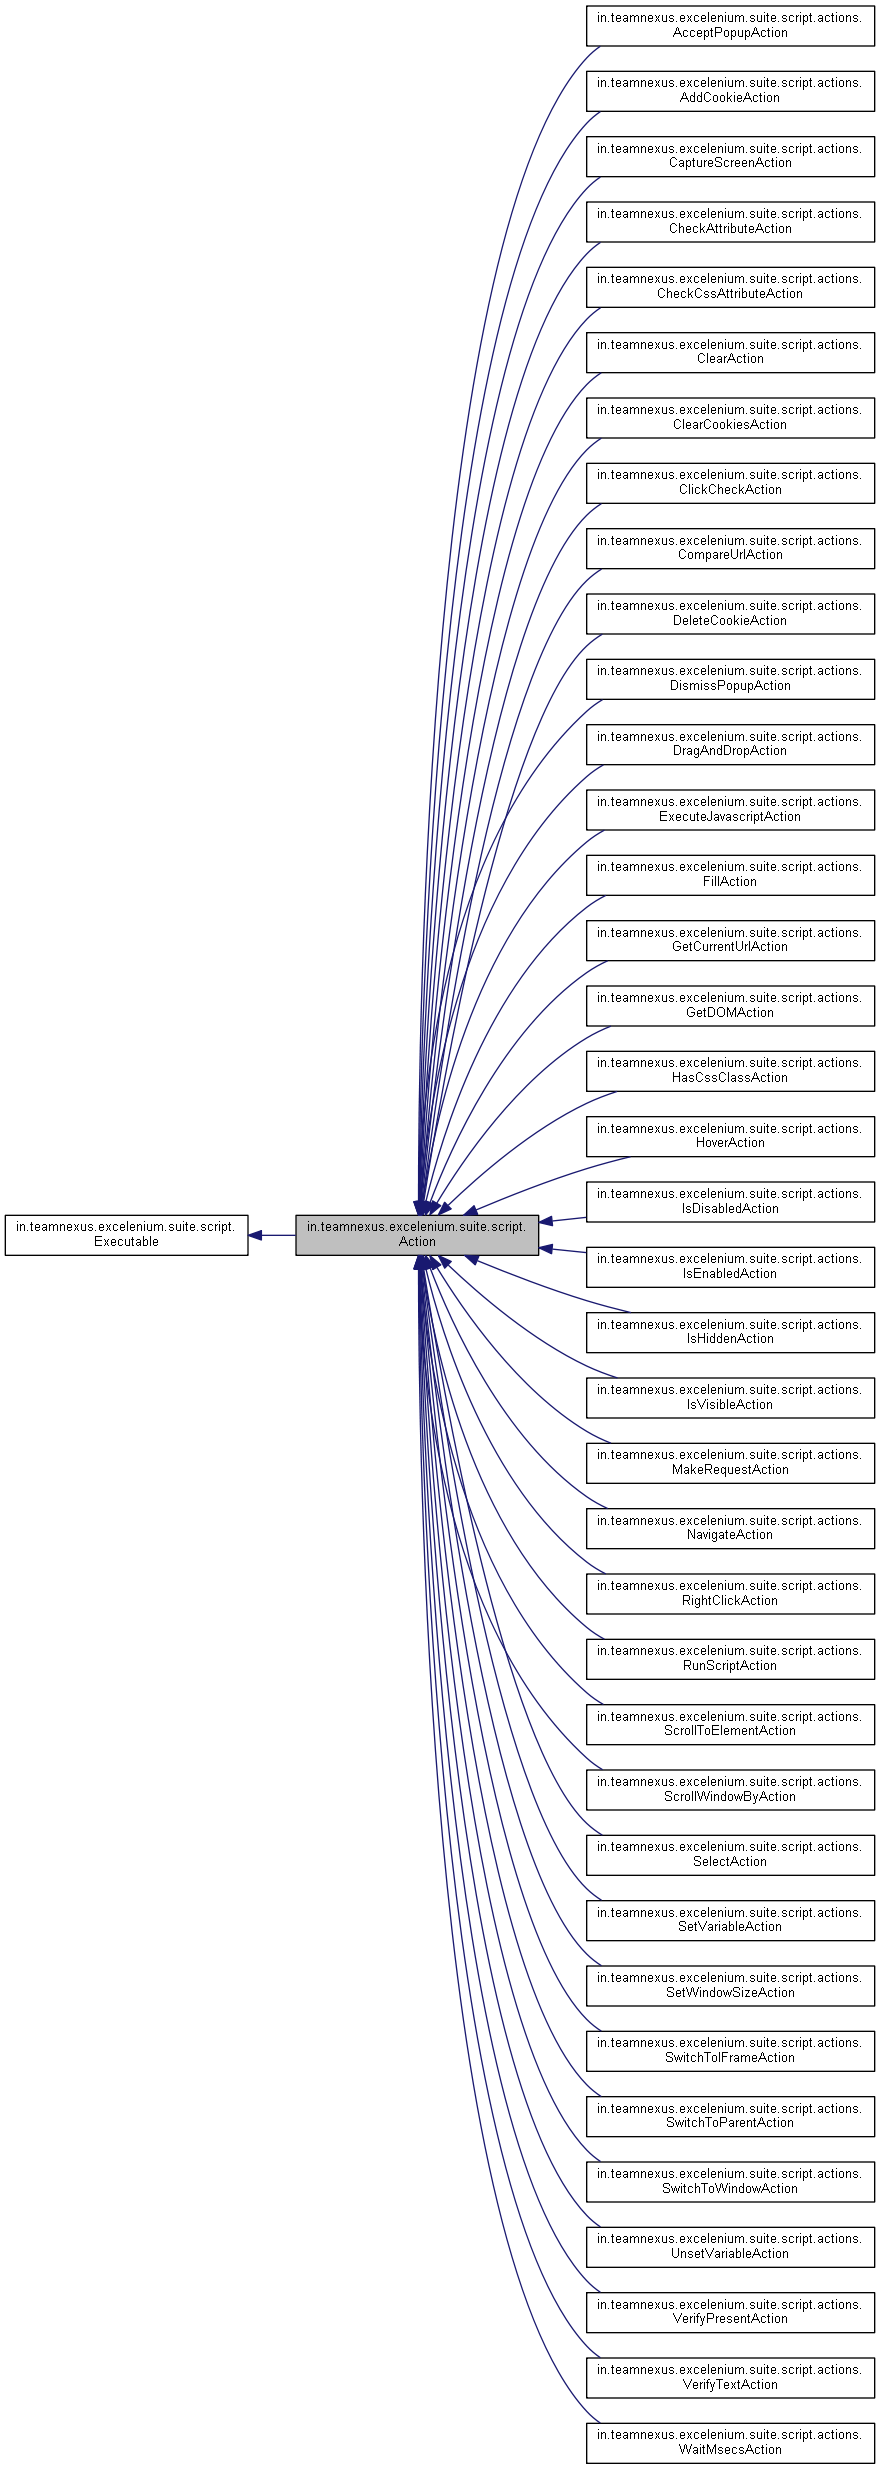 in.teamnexus.excelenium.suite.script.
Executable
in.teamnexus.excelenium.suite.script.
Action
in.teamnexus.excelenium.suite.script.actions.
AcceptPopupAction
in.teamnexus.excelenium.suite.script.actions.
AddCookieAction
in.teamnexus.excelenium.suite.script.actions.
CaptureScreenAction
in.teamnexus.excelenium.suite.script.actions.
CheckAttributeAction
in.teamnexus.excelenium.suite.script.actions.
CheckCssAttributeAction
in.teamnexus.excelenium.suite.script.actions.
ClearAction
in.teamnexus.excelenium.suite.script.actions.
ClearCookiesAction
in.teamnexus.excelenium.suite.script.actions.
ClickCheckAction
in.teamnexus.excelenium.suite.script.actions.
CompareUrlAction
in.teamnexus.excelenium.suite.script.actions.
DeleteCookieAction
in.teamnexus.excelenium.suite.script.actions.
DismissPopupAction
in.teamnexus.excelenium.suite.script.actions.
DragAndDropAction
in.teamnexus.excelenium.suite.script.actions.
ExecuteJavascriptAction
in.teamnexus.excelenium.suite.script.actions.
FillAction
in.teamnexus.excelenium.suite.script.actions.
GetCurrentUrlAction
in.teamnexus.excelenium.suite.script.actions.
GetDOMAction
in.teamnexus.excelenium.suite.script.actions.
HasCssClassAction
in.teamnexus.excelenium.suite.script.actions.
HoverAction
in.teamnexus.excelenium.suite.script.actions.
IsDisabledAction
in.teamnexus.excelenium.suite.script.actions.
IsEnabledAction
in.teamnexus.excelenium.suite.script.actions.
IsHiddenAction
in.teamnexus.excelenium.suite.script.actions.
IsVisibleAction
in.teamnexus.excelenium.suite.script.actions.
MakeRequestAction
in.teamnexus.excelenium.suite.script.actions.
NavigateAction
in.teamnexus.excelenium.suite.script.actions.
RightClickAction
in.teamnexus.excelenium.suite.script.actions.
RunScriptAction
in.teamnexus.excelenium.suite.script.actions.
ScrollToElementAction
in.teamnexus.excelenium.suite.script.actions.
ScrollWindowByAction
in.teamnexus.excelenium.suite.script.actions.
SelectAction
in.teamnexus.excelenium.suite.script.actions.
SetVariableAction
in.teamnexus.excelenium.suite.script.actions.
SetWindowSizeAction
in.teamnexus.excelenium.suite.script.actions.
SwitchToIFrameAction
in.teamnexus.excelenium.suite.script.actions.
SwitchToParentAction
in.teamnexus.excelenium.suite.script.actions.
SwitchToWindowAction
in.teamnexus.excelenium.suite.script.actions.
UnsetVariableAction
in.teamnexus.excelenium.suite.script.actions.
VerifyPresentAction
in.teamnexus.excelenium.suite.script.actions.
VerifyTextAction
in.teamnexus.excelenium.suite.script.actions.
WaitMsecsAction